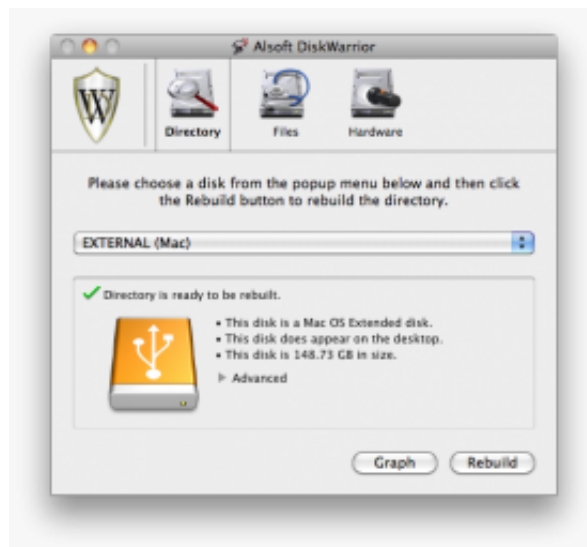 Alsoft DiskWarrior
W
Directory
Files
Hardware
Please choose a disk from the popup menu below and then click
the Rebuild button to rebuild the directory.
EXTERNAL (Mac)
Directory is ready to be rebuilt.
• This disk is a Mac OS Extended disk.
• This disk does appear on the desktop.
• This disk is 148.73 GB in size.
Advanced
Graph
Rebuild